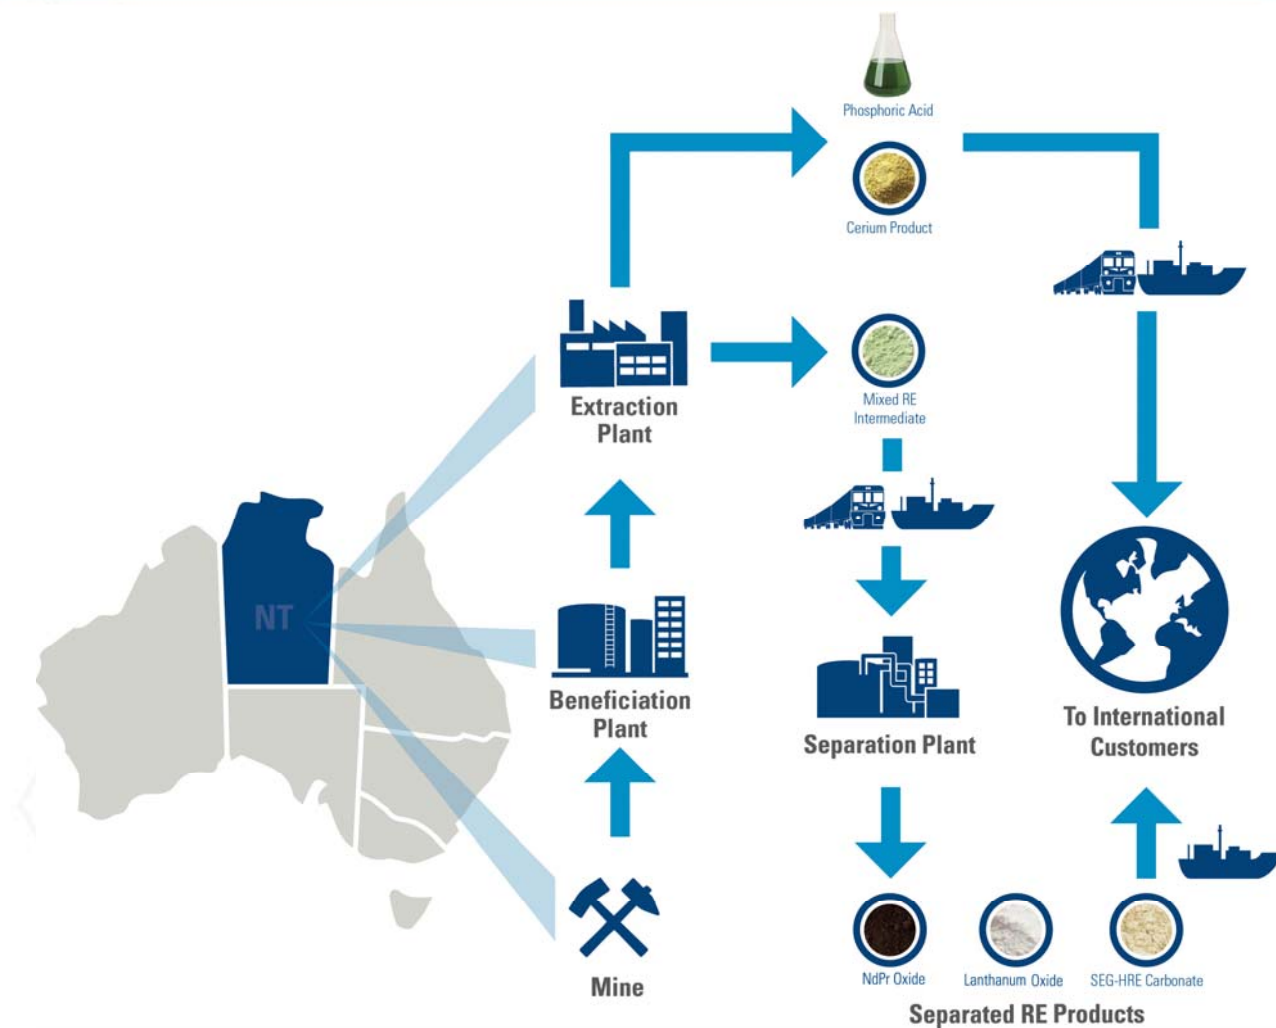 Phosphoric Acid
Cerium Product
Extraction
Plant
Mixed RE
Intermediate
NT
Beneficiation
Plant
Separation Plant
To International
Customers
Mine
NdPr Oxide
Lanthanum Oxide
SEG-HRE Carbonate
Separated RE Products